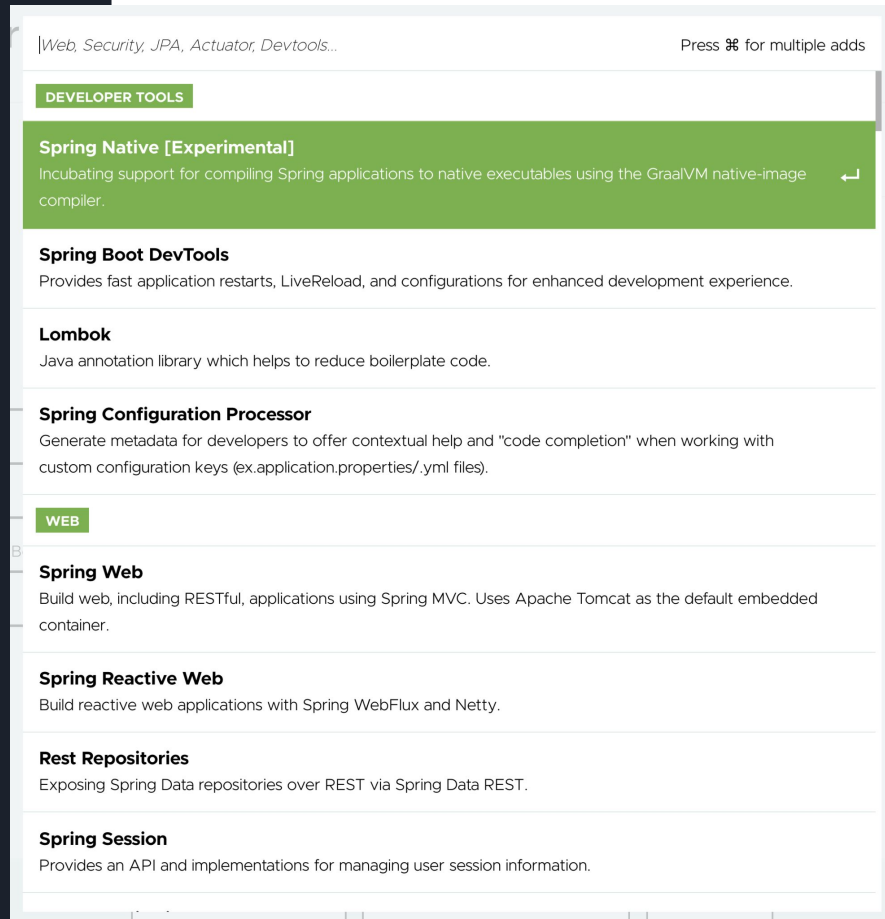 Web, Security, JPA, Actuator, Devtools...
Press ⌘ for multiple adds
DEVELOPER TOOLS
Spring Native [Experimental]
Incubating support for compiling Spring applications to native executables using the GraalVM native-image
compiler.
Spring Boot DevTools
Provides fast application restarts, LiveReload, and configurations for enhanced development experience.
Lombok
Java annotation library which helps to reduce boilerplate code.
Spring Configuration Processor
Generate metadata for developers to offer contextual help and "code completion" when working with
custom configuration keys (ex.application.properties/.yml files).
WEB
Spring Web
Build web, including RESTful, applications using Spring MVC. Uses Apache Tomcat as the default embedded
container.
Spring Reactive Web
Build reactive web applications with Spring WebFlux and Netty.
Rest Repositories
Exposing Spring Data repositories over REST via Spring Data REST.
Spring Session
Provides an API and implementations for managing user session information.